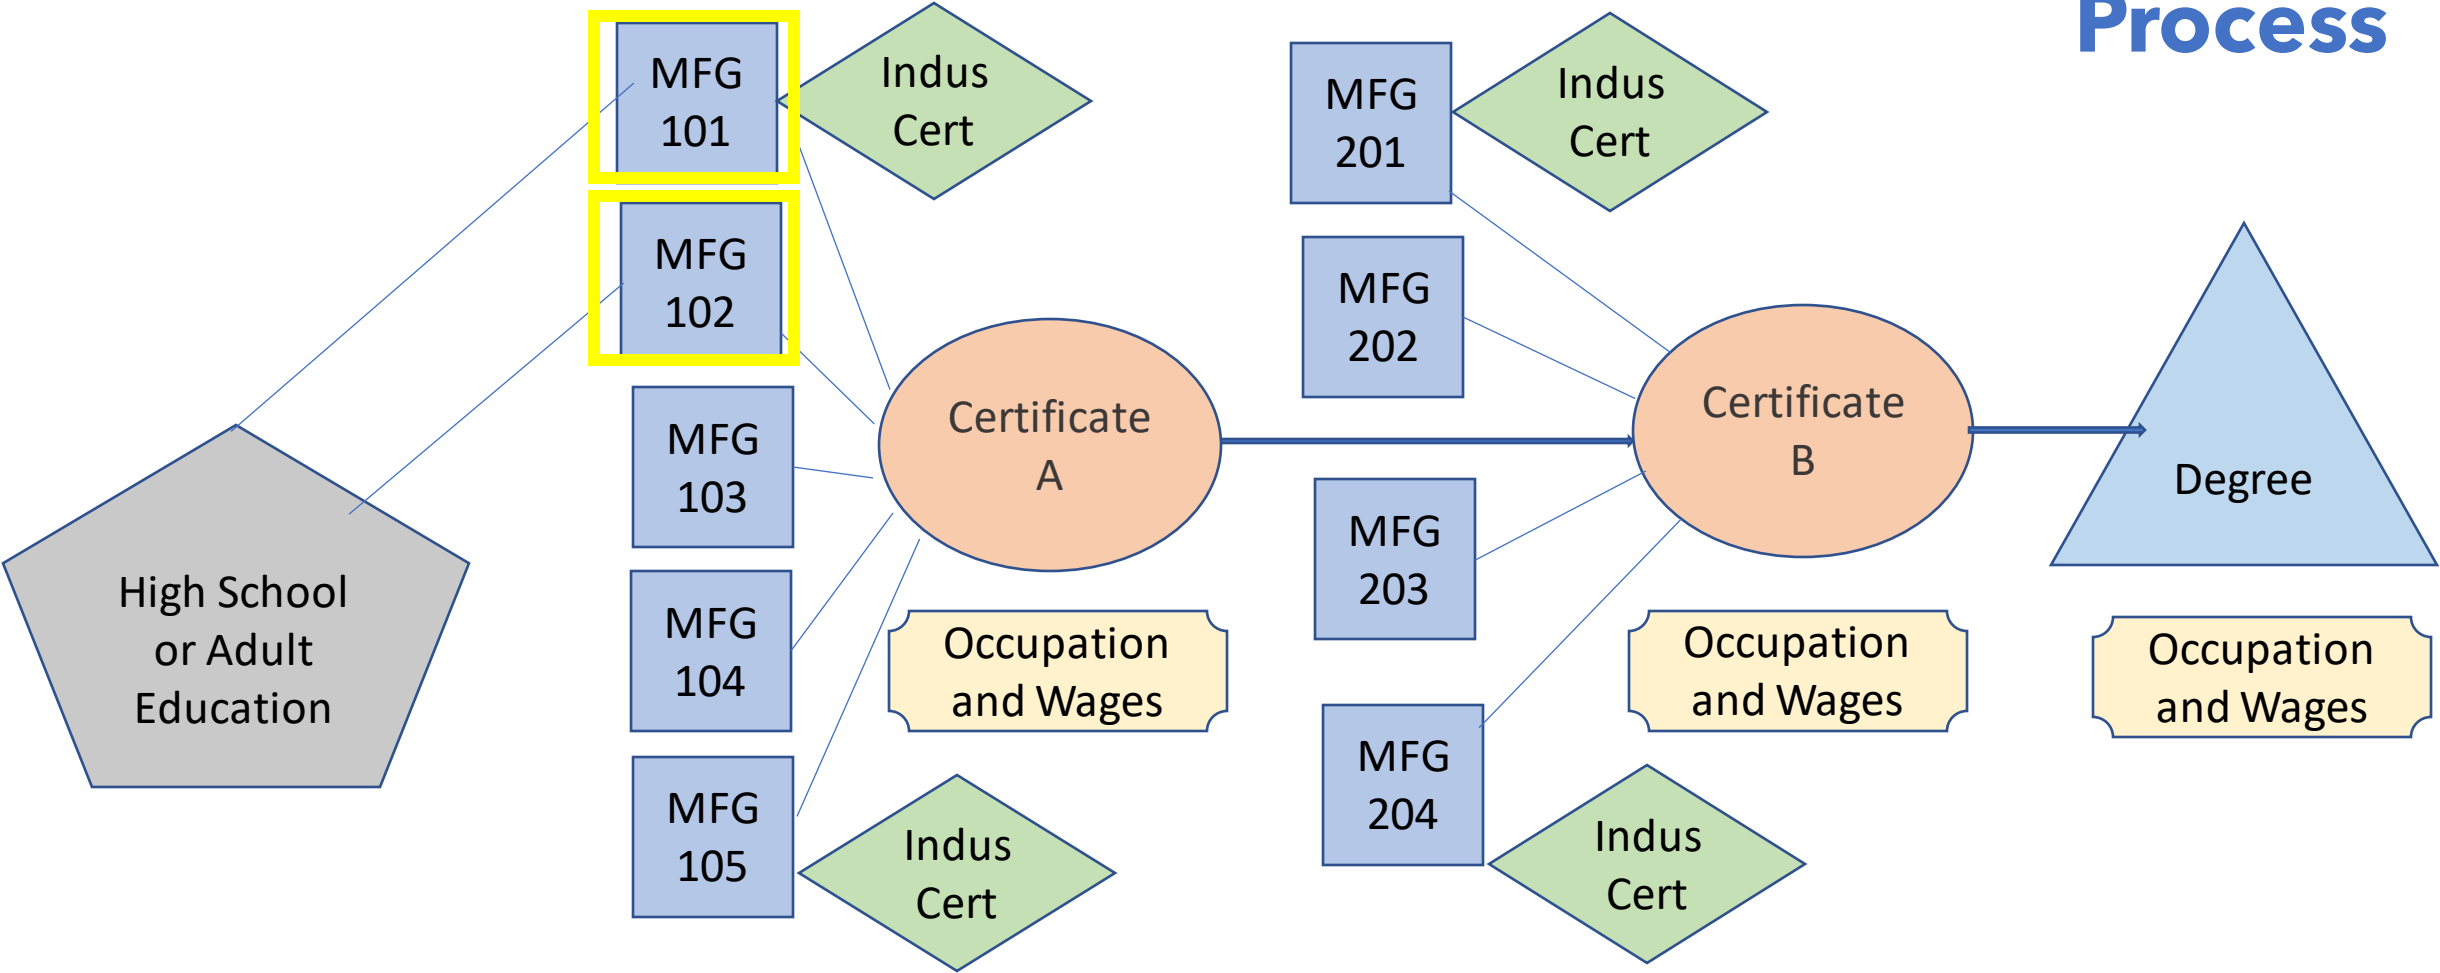 Process
MFG
101
Indus
Cert
MFG
102
MFG
103
MFG
104
MFG
105
Indus
Cert
High School
or Adult
Education
Certificate
A
Occupation
and Wages
MFG
201
Indus
Cert
MFG
202
MFG
203
MFG
204
Indus
Cert
Certificate
B
Occupation
and Wages
Degree
Occupation
and Wages